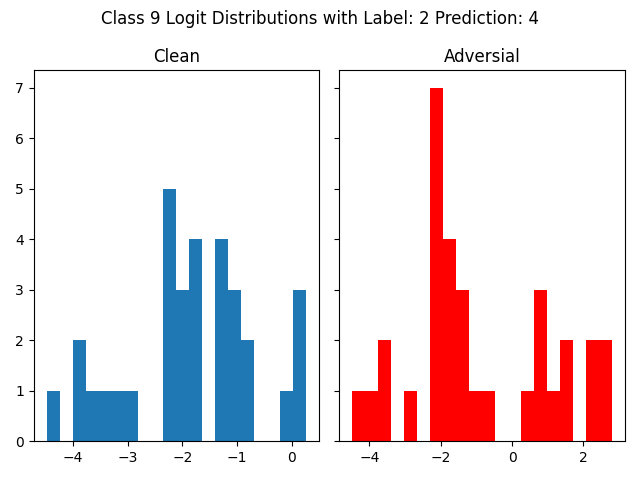 Class 9 Logit Distributions with Label: 2 Prediction: 4
Clean
Adversial
7
6
5
4
3
2
1
0
−4 −3 −2 −1 0
−4 −2 0 2